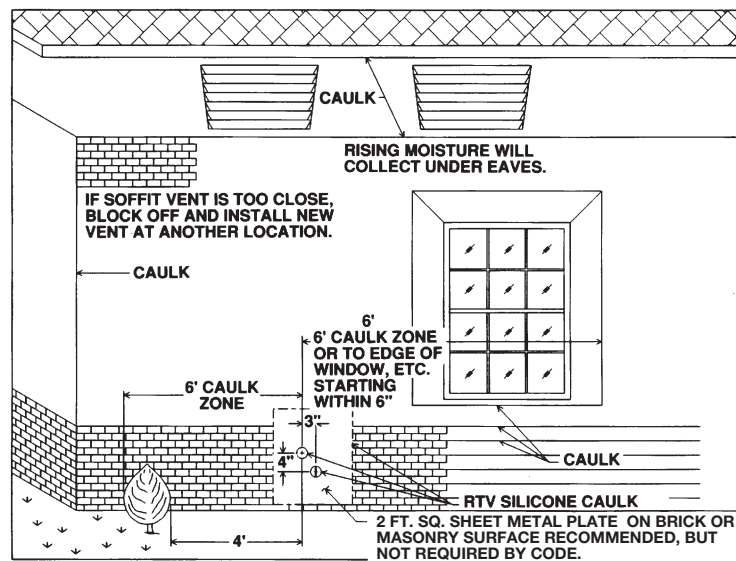 CAULK
RISING MOISTURE WILL
COLLECT UNDER EAVES.
IF SOFFIT VENT IS TOO CLOSE,
BLOCK OFF AND INSTALL NEW
VENT AT ANOTHER LOCATION.
CAULK
6'
6' CAULK ZONE
OR TO EDGE OF
WINDOW, ETC.
STARTING
WITHIN 6"
6' CAULK
ZONE
3"
4"
CAULK
RTV SILICONE CAULK
2 FT. SQ. SHEET METAL PLATE ON BRICK OR
MASONRY SURFACE RECOMMENDED, BUT
NOT REQUIRED BY CODE.
4'